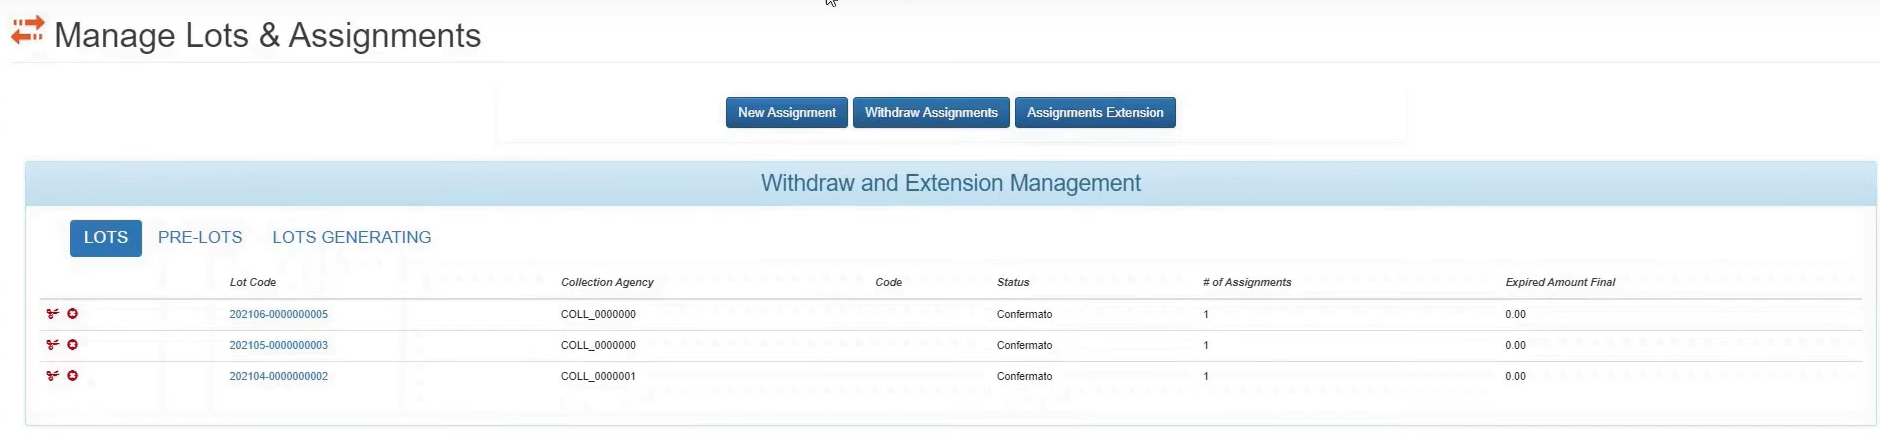 Manage Lots & Assignments
New Assignment Withdraw Assignments Assignments Extension
Withdraw and Extension Management
LOTS PRE-LOTS LOTS GENERATING
Lot Code Collection Agency Code Status # of Assignments Expired Amount Final
202106-0000000005 COLL_0000000 Confermato 1 0.00
202105-0000000003 COLL_0000000 Confermato 1 0.00
202104-0000000002 COLL_0000001 Confermato 1 0.00